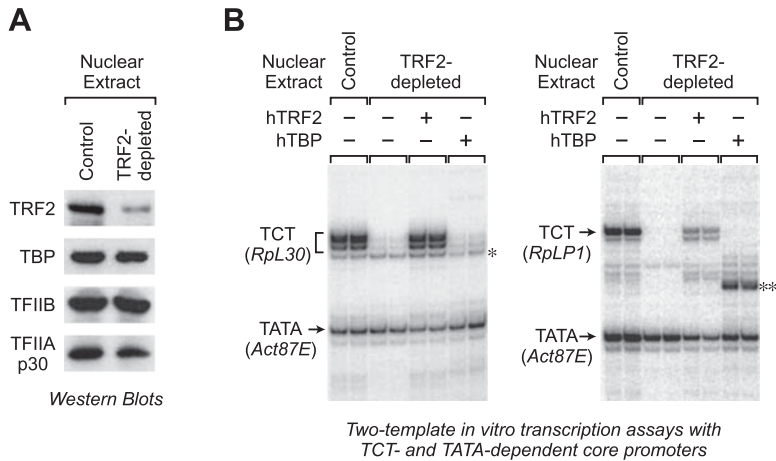 A
Nuclear
Extract
Control
TRF2-
depleted
TRF2
TBP
TFIIB
TFIIA
p30
Western Blots
B
Nuclear
Extract
Control
TRF2-
depleted
hTRF2 – – + –
hTBP – – – +
TCT
(RpL30)
*
TATA
(Act87E)
Nuclear
Extract
Control
TRF2-
depleted
hTRF2 – – + –
hTBP – – – +
TCT
(RpLP1)
**
TATA
(Act87E)
Two-template in vitro transcription assays with
TCT- and TATA-dependent core promoters